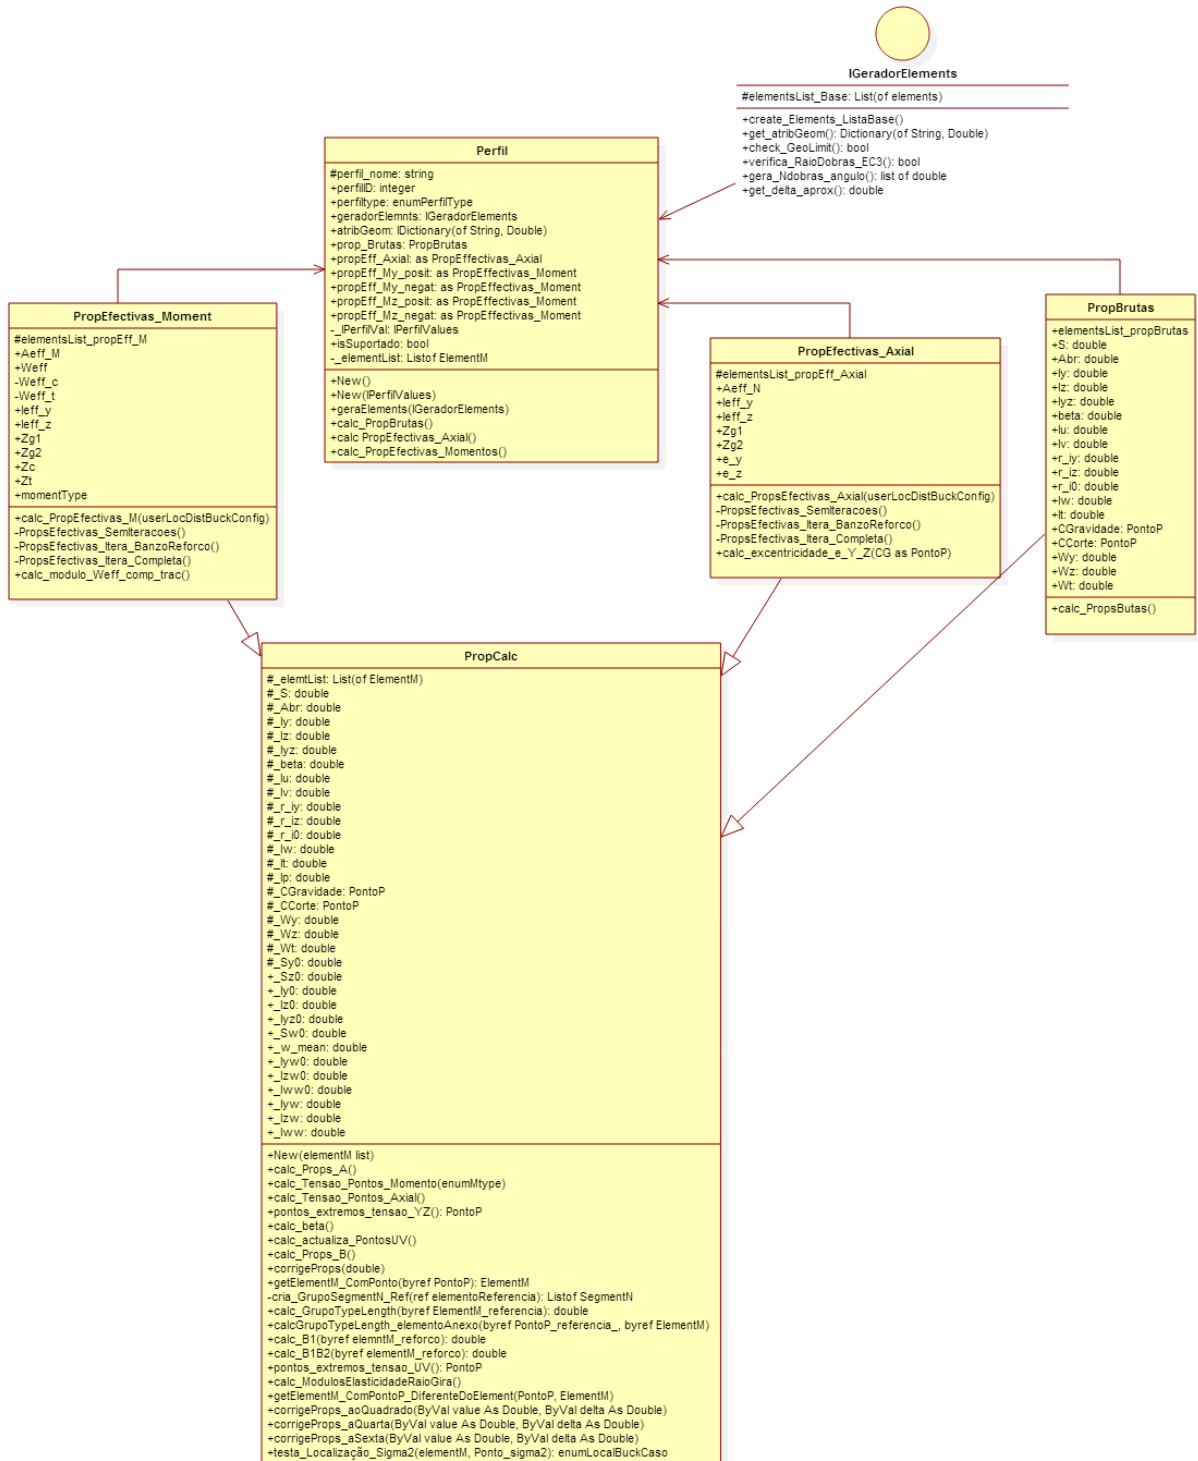 IGeradorElements
#elementsList_Base: List(of elements)
+create_Elements_ListaBase()
+get_atribGeom(): Dictionary(of String, Double)
+check_GeoLimit(): bool
+verifica_RaioDobras_EC3(): bool
+gera_Ndobras_angulo(): list of double
+get_delta_aprox(): double
Perfil
#perfil_nome: string
+perfilID: integer
+perfiltype: enumPerfilType
+geradorElemnts: IGeradorElements
+atribGeom: IDictionary(of String, Double)
+prop_Brutas: PropBrutas
+propEff_Axial: as PropEffectivas_Axial
+propEff_My_posit: as PropEffectivas_Moment
+propEff_My_negat: as PropEffectivas_Moment
+propEff_Mz_posit: as PropEffectivas_Moment
+propEff_Mz_negat: as PropEffectivas_Moment
-_IPerfilVal: IPerfilValues
+isSuportado: bool
-_elementList: Listof ElementM
+New()
+New(IPerfilValues)
+geraElements(IGeradorElements)
+calc_PropBrutas()
+calc PropEfectivas_Axial()
+calc_PropEfectivas_Momentos()
PropEfectivas_Moment
#elementsList_propEff_M
+Aeff_M
+Weff
-Weff_c
-Weff_t
+Ieff_y
+Ieff_z
+Zg1
+Zg2
+Zc
+Zt
+momentType
+calc_PropEfectivas_M(userLocDistBuckConfig)
-PropsEfectivas_SemIteracoes()
-PropsEfectivas_Itera_BanzoReforco()
-PropsEfectivas_Itera_Completa()
+calc_modulo_Weff_comp_trac()
PropEfectivas_Axial
#elementsList_propEff_Axial
+Aeff_N
+Ieff_y
+Ieff_z
+Zg1
+Zg2
+e_y
+e_z
+calc_PropsEfectivas_Axial(userLocDistBuckConfig)
-PropsEfectivas_SemIteracoes()
-PropsEfectivas_Itera_BanzoReforco()
-PropsEfectivas_Itera_Completa()
+calc_excentricidade_e_Y_Z(CG as PontoP)
PropBrutas
+elementsList_propBrutas
+S: double
+Abr: double
+Iy: double
+Iz: double
+Iyz: double
+beta: double
+Iu: double
+Iv: double
+r_iy: double
+r_iz: double
+r_i0: double
+Iw: double
+It: double
+CGravidade: PontoP
+CCorte: PontoP
+Wy: double
+Wz: double
+Wt: double
+calc_PropsButas()
PropCalc
#_elemtList: List(of ElementM)
#_S: double
#_Abr: double
#_Iy: double
#_Iz: double
#_Iyz: double
#_beta: double
#_Iu: double
#_Iv: double
#_r_iy: double
#_r_iz: double
#_r_i0: double
#_Iw: double
#_It: double
#_Ip: double
#_CGravidade: PontoP
#_CCorte: PontoP
#_Wy: double
#_Wz: double
#_Wt: double
#_Sy0: double
+_Sz0: double
+_Iy0: double
+_Iz0: double
+_Iyz0: double
+_Sw0: double
+_w_mean: double
+_Iyw0: double
+_Izw0: double
+_Iww0: double
+_Iyw: double
+_Izw: double
+_Iww: double
+New(elementM list)
+calc_Props_A()
+calc_Tensao_Pontos_Momento(enumMtype)
+calc_Tensao_Pontos_Axial()
+pontos_extremos_tensao_YZ(): PontoP
+calc_beta()
+calc_actualiza_PontosUV()
+calc_Props_B()
+corrigeProps(double)
+getElementM_ComPonto(byref PontoP): ElementM
-cria_GrupoSegmentN_Ref(ref elementoReferencia): Listof SegmentN
+calc_GrupoTypeLength(byref ElementM_referencia): double
+calcGrupoTypeLength_elementoAnexo(byref PontoP_referencia_, byref ElementM)
+calc_B1(byref elemntM_reforco): double
+calc_B1B2(byref elementM_reforco): double
+pontos_extremos_tensao_UV(): PontoP
+calc_ModulosElasticidadeRaioGira()
+getElementM_ComPontoP_DiferenteDoElement(PontoP, ElementM)
+corrigeProps_aoQuadrado(ByVal value As Double, ByVal delta As Double)
+corrigeProps_aQuarta(ByVal value As Double, ByVal delta As Double)
+corrigeProps_aSexta(ByVal value As Double, ByVal delta As Double)
+testa_Localização_Sigma2(elementM, Ponto_sigma2): enumLocalBuckCaso